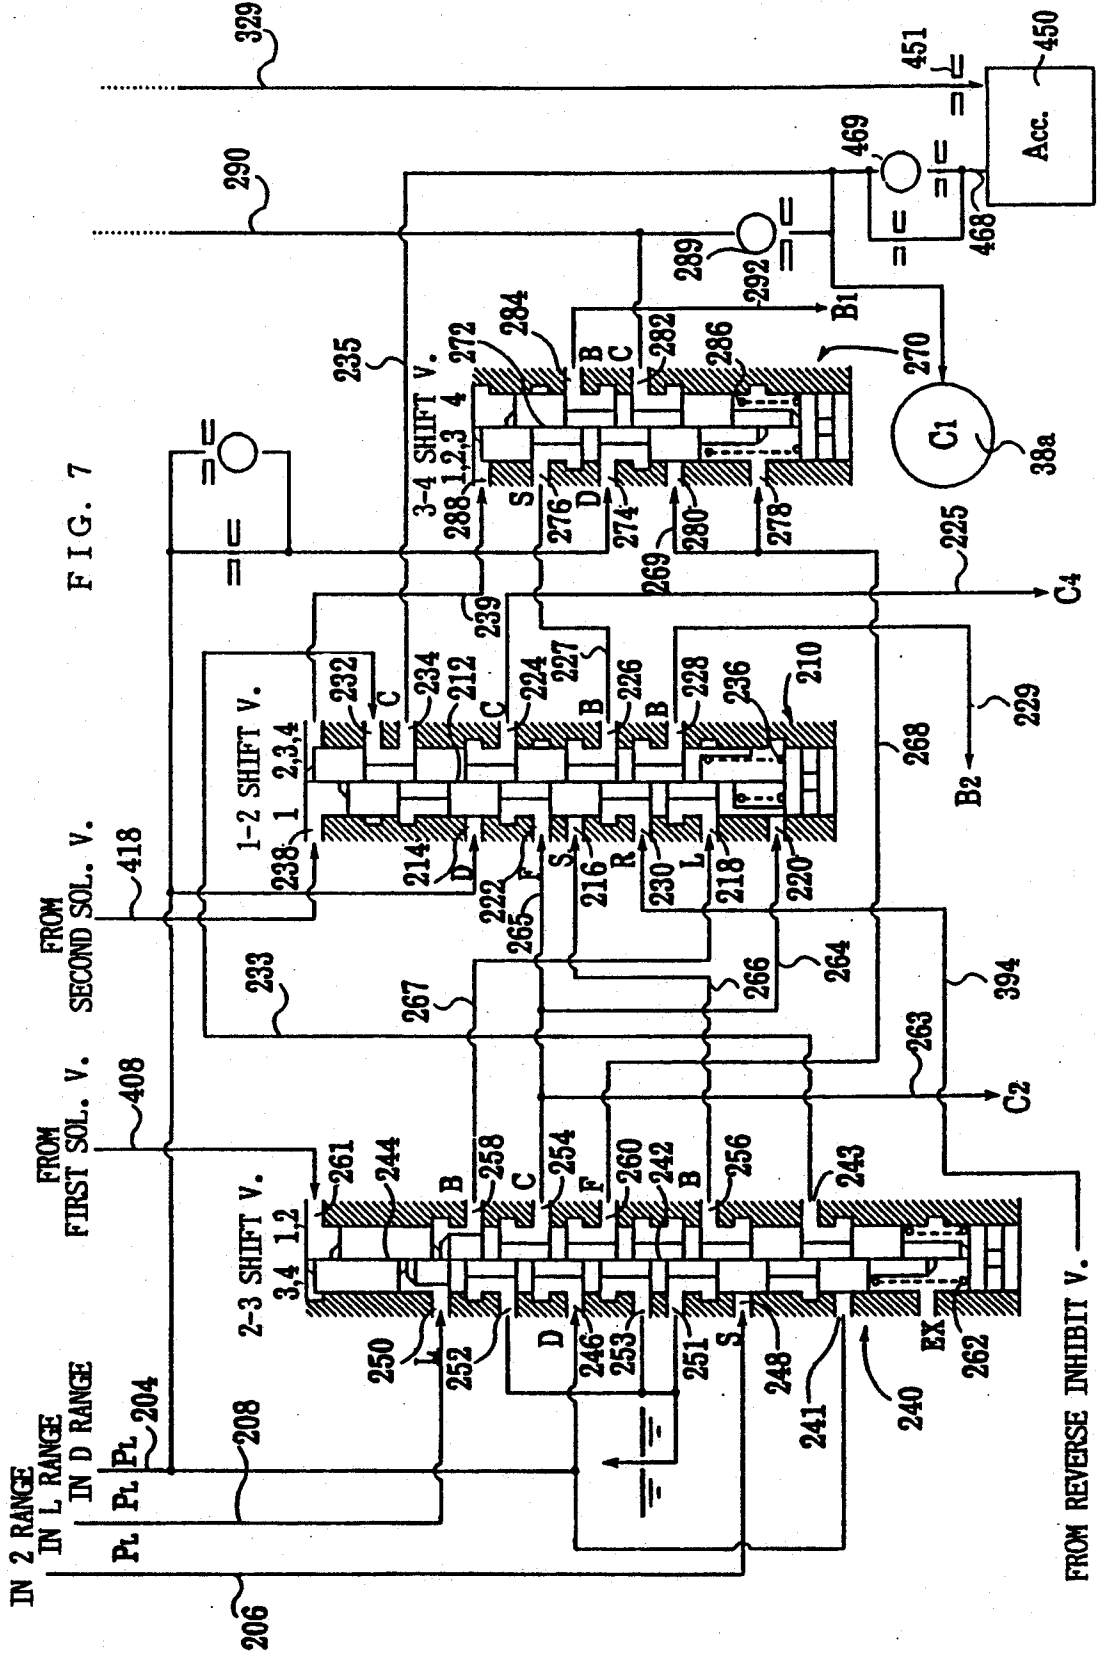 FIG. 7
IN 2 RANGE
IN L RANGE
IN D RANGE
PL
PL
PL
204
208
206
FROM
FIRST SOL. V.
408
FROM
SECOND SOL. V.
418
233
290
329
235
2-3 SHIFT V.
3,4
1,2
261
244
B
258
C
254
F
260
242
B
256
243
250
L
252
D
246
253
251
S
248
241
240
EX
262
267
265
266
264
263
C2
394
268
FROM REVERSE INHIBIT V.
1-2 SHIFT V.
1
2,3,4
238
232
C
234
212
C
224
227
B
226
B
228
236
210
214
D
222
F
S
216
R
230
L
218
220
229
B2
225
C4
239
3-4 SHIFT V.
1,2,3
4
288
S
276
D
274
269
280
278
272
284
B
C
282
286
270
292
B1
289
C1
38a
469
468
451
450
Acc.